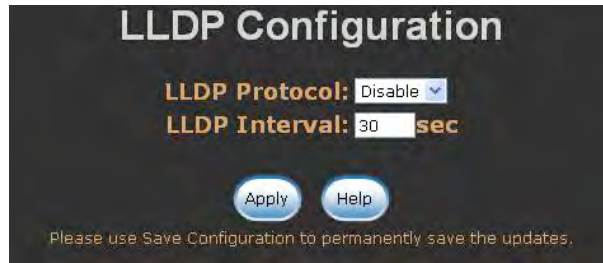 LLDP Configuration
LLDP Protocol: Disable
LLDP Interval: 30 sec
Apply Help
Please use Save Configuration to permanently save the updates.